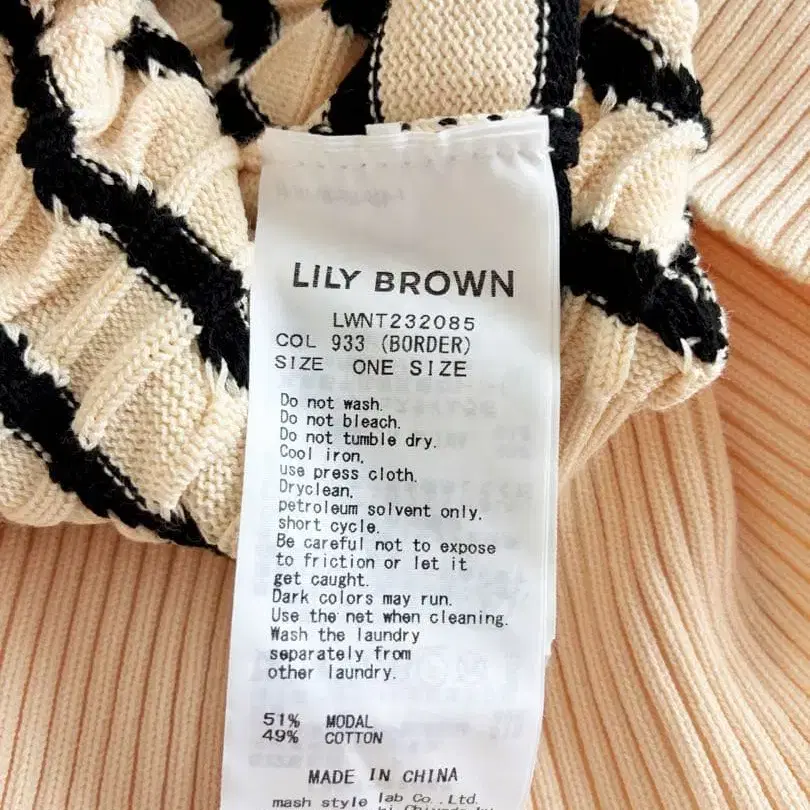 LILY BROWN
LWNT232085
COL 933 (BORDER)
SIZE ONE SIZE
Do not wash.
Do not bleach.
Do not tumble dry.
Cool iron,
use press cloth.
Dryclean,
petroleum solvent only,
short cycle.
Be careful not to expose
to friction or let it
get caught.
Dark colors may run.
Use the net when cleaning.
Wash the laundry
separately from
other laundry.
51% MODAL
49% COTTON
MADE IN CHINA
mash style lab Co.,Ltd.